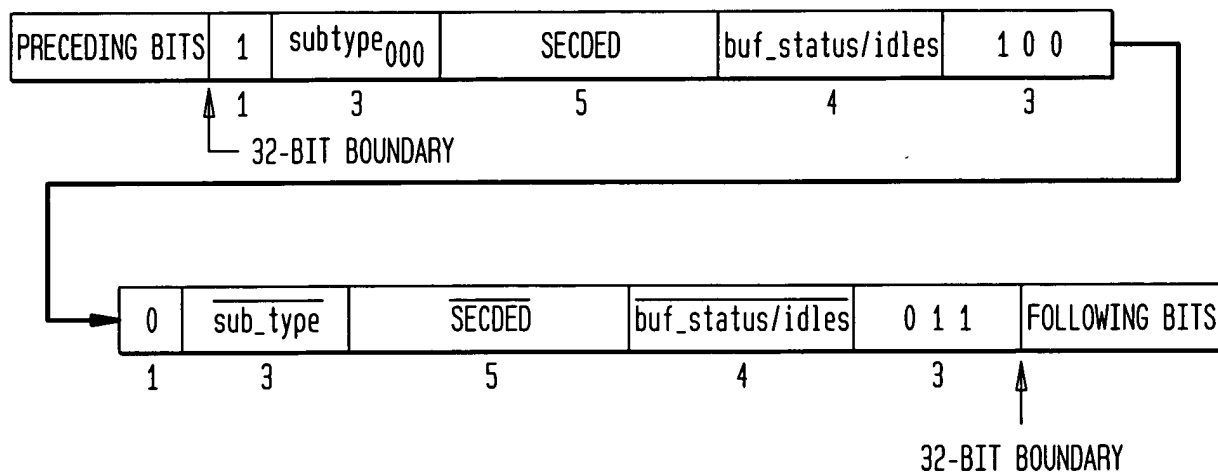 PRECEDING BITS 1 subtype000 SECDED buf_status/idles 1 0 0
1 3 5 4 3
32-BIT BOUNDARY
0 sub_type SECDED buf_status/idles 0 1 1 FOLLOWING BITS
1 3 5 4 3
32-BIT BOUNDARY